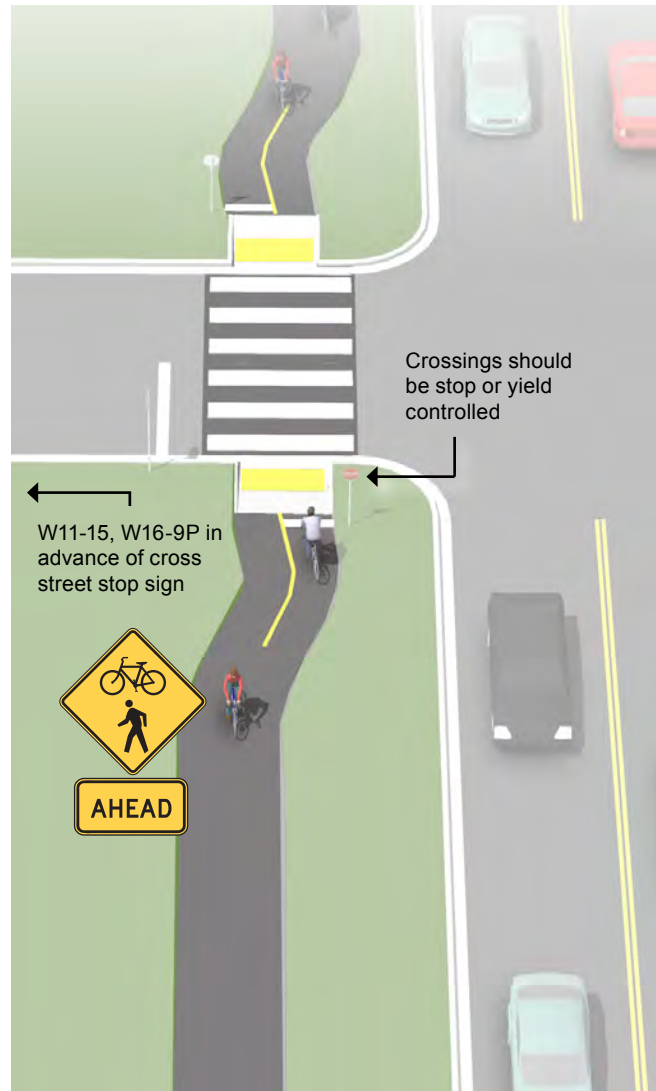 Crossings should
be stop or yield
controlled
W11-15, W16-9P in
advance of cross
street stop sign
AHEAD